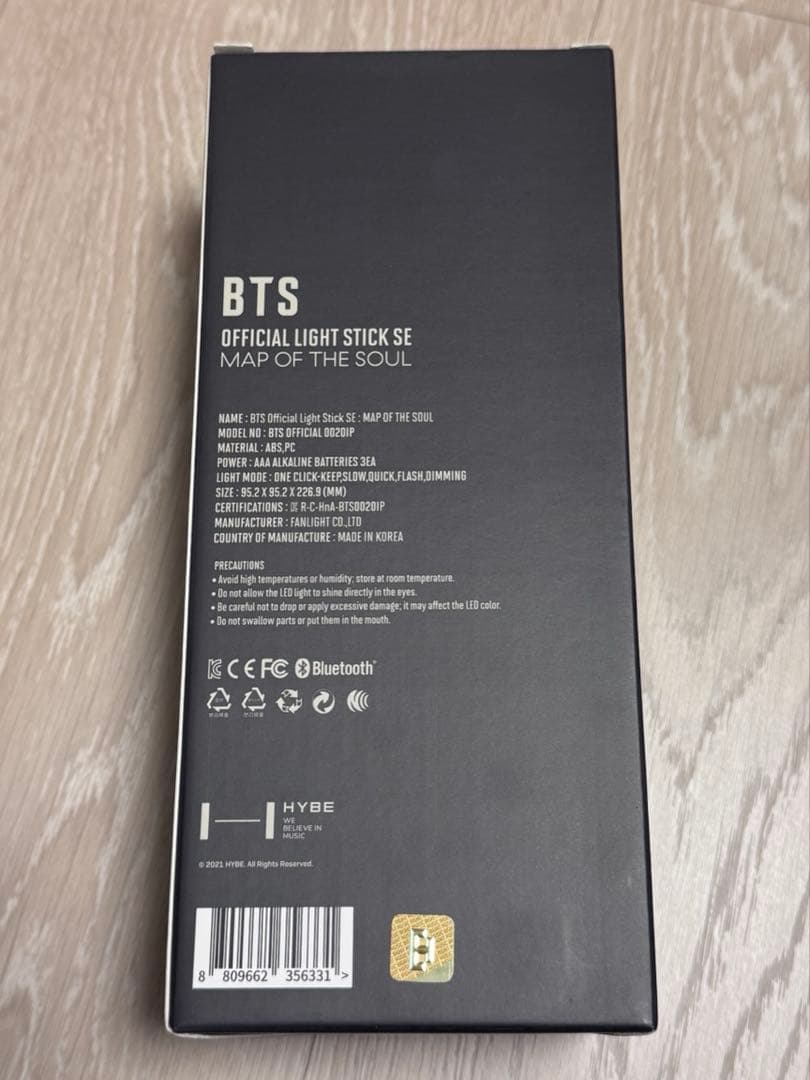 BTS
OFFICIAL LIGHT STICK SE
MAP OF THE SOUL
NAME : BTS Official Light Stick SE : MAP OF THE SOUL
MODEL NO : BTS OFFICIAL 0020IP
MATERIAL : ABS,PC
POWER : AAA ALKALINE BATTERIES 3EA
LIGHT MODE : ONE CLICK-KEEP,SLOW,QUICK,FLASH,DIMMING
SIZE : 95.2 X 95.2 X 226.9 (MM)
CERTIFICATIONS : R-C-HnA-BTS0020IP
MANUFACTURER : FANLIGHT CO.,LTD
COUNTRY OF MANUFACTURE : MADE IN KOREA
PRECAUTIONS
• Avoid high temperatures or humidity; store at room temperature.
• Do not allow the LED light to shine directly in the eyes.
• Be careful not to drop or apply excessive damage; it may affect the LED color.
• Do not swallow parts or put them in the mouth.
CE FC Bluetooth
HYBE
WE
BELIEVE IN
MUSIC
© 2021 HYBE. All Rights Reserved.
8 809662 356331 >